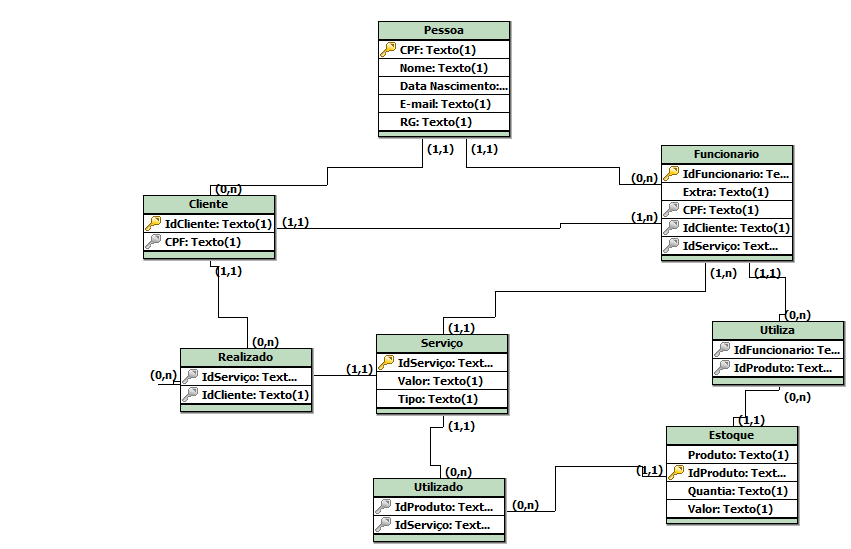 Pessoa
CPF: Texto(1)
Nome: Texto(1)
Data Nascimento:...
E-mail: Texto(1)
RG: Texto(1)
(1,1)
(1,1)
Funcionario
IdFuncionario: Te...
Extra: Texto(1)
CPF: Texto(1)
IdCliente: Texto(1)
IdServiço: Text...
(0,n)
(1,n)
(0,n)
Cliente
IdCliente: Texto(1)
CPF: Texto(1)
(1,1)
(1,1)
(1,n)
(1,1)
(0,n)
Realizado
IdServiço: Text...
IdCliente: Texto(1)
(0,n)
(1,1)
(1,1)
Serviço
IdServiço: Text...
Valor: Texto(1)
Tipo: Texto(1)
(1,1)
(0,n)
Utiliza
IdFuncionario: Te...
IdProduto: Text...
(0,n)
(1,1)
Estoque
Produto: Texto(1)
IdProduto: Text...
Quantia: Texto(1)
Valor: Texto(1)
(1,1)
(0,n)
Utilizado
IdProduto: Text...
IdServiço: Text...
(0,n)